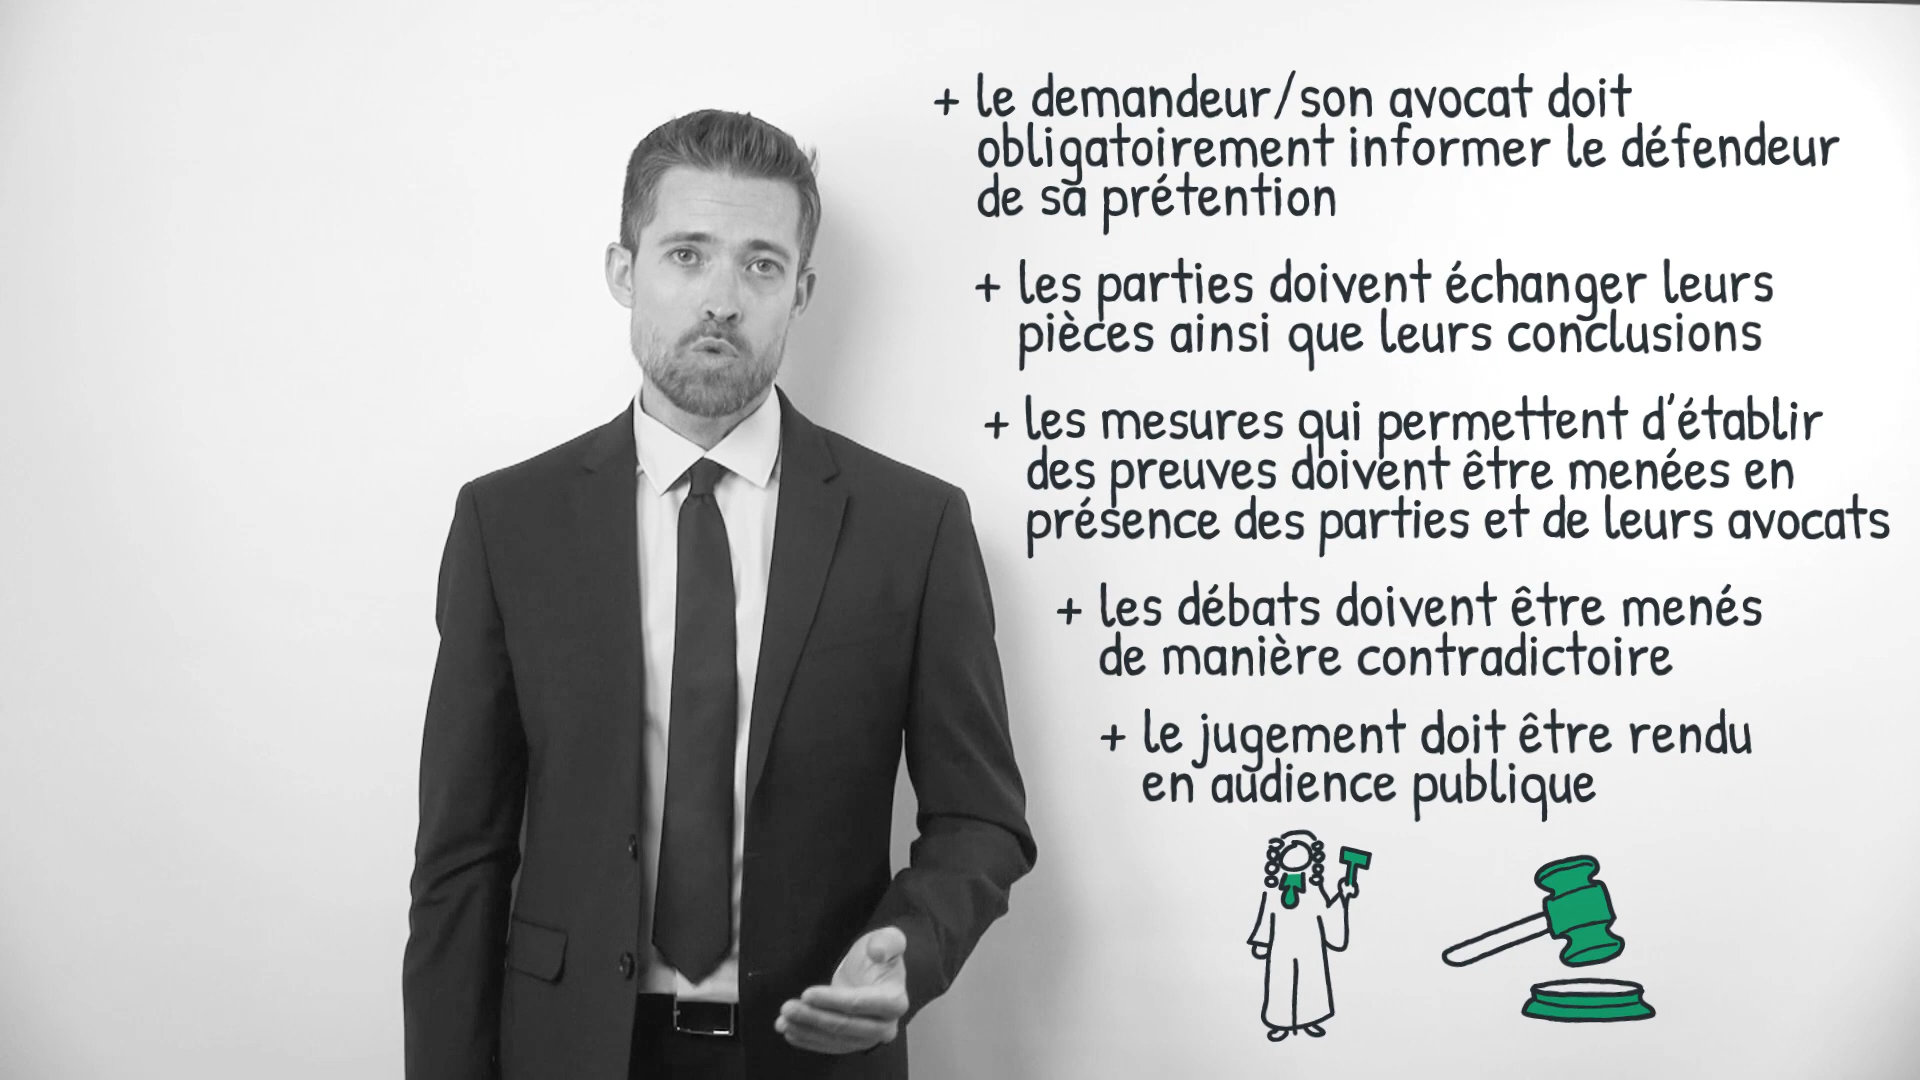 + le demandeur/son avocat doit
obligatoirement informer le défendeur
de sa prétention
+ les parties doivent échanger leurs
pièces ainsi que leurs conclusions
+ les mesures qui permettent d'établir
des preuves doivent être menées en
présence des parties et de leurs avocats
+ les débats doivent être menés
de manière contradictoire
+ le jugement doit être rendu
en audience publique